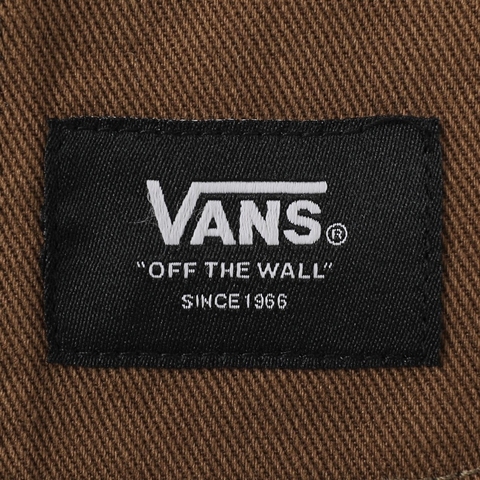 VANS®
"OFF THE WALL"
SINCE 1966